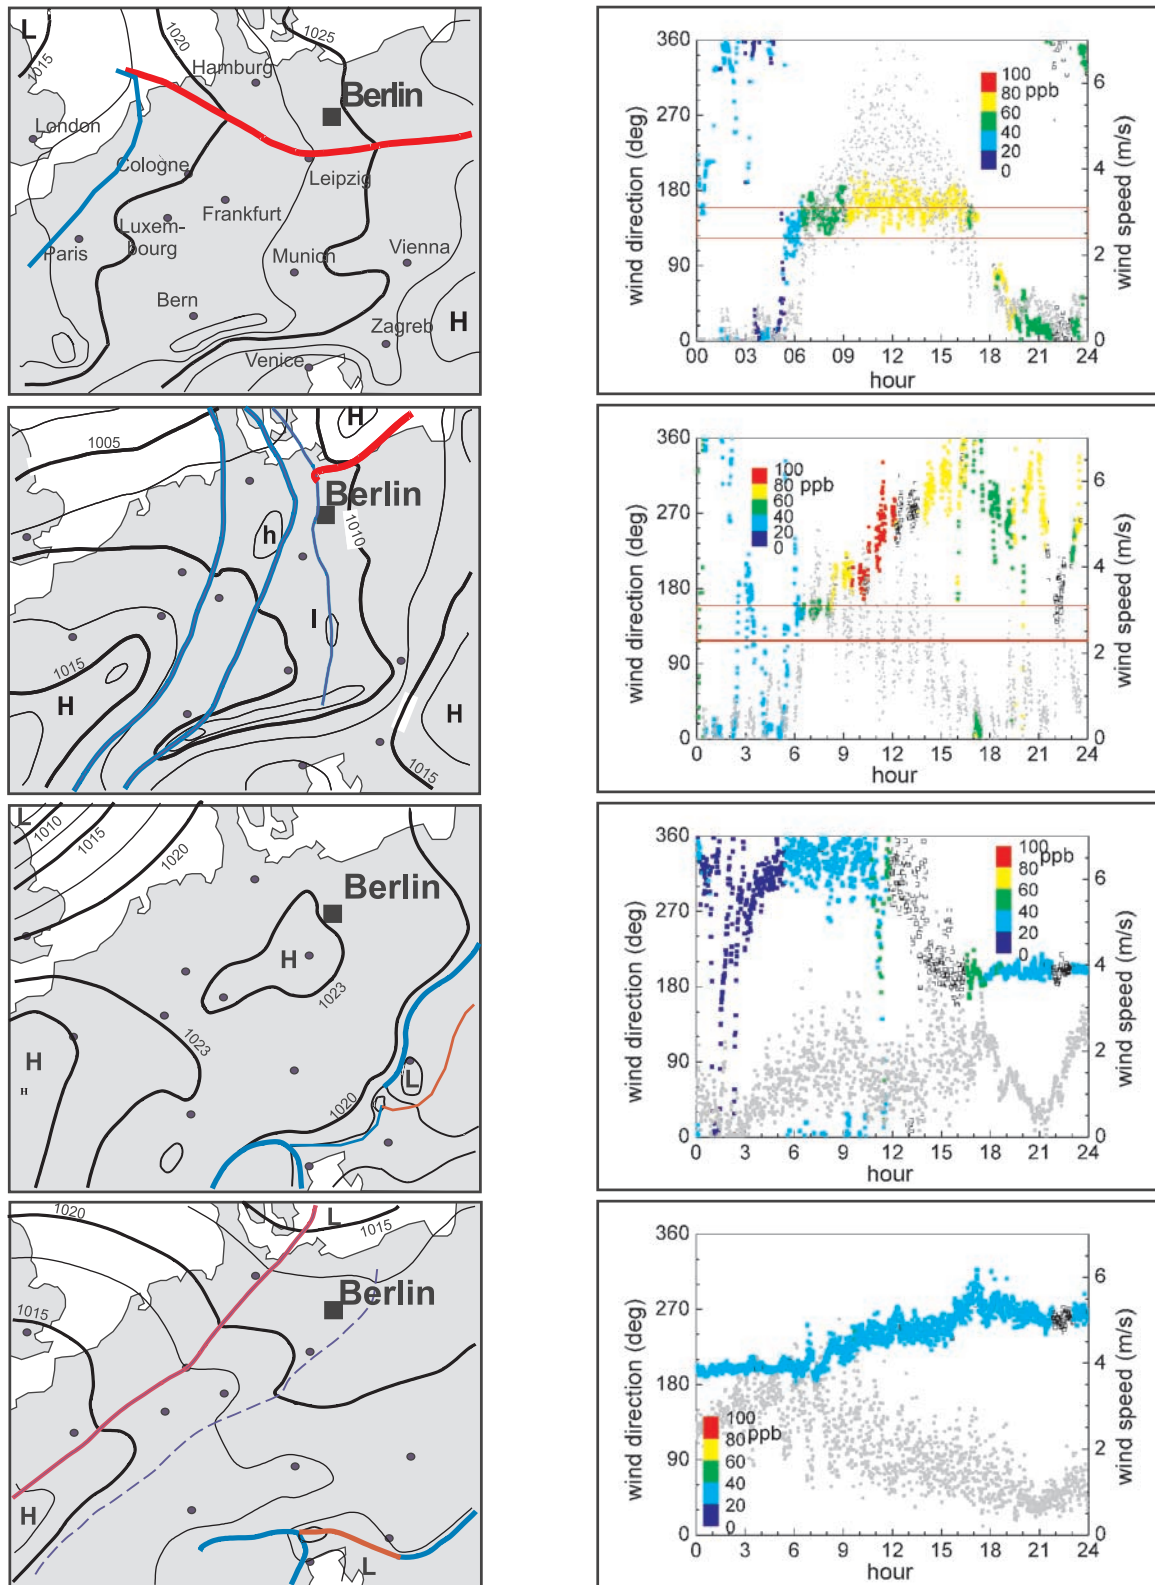 L
1015
1020
1025
Hamburg
Berlin
London
Cologne
Leipzig
Frankfurt
Luxem-
bourg
Paris
Munich
Vienna
Bern
Zagreb
H
Venice
wind direction (deg)
360
270
180
90
0
100
80 ppb
60
40
20
0
6
4
2
0
wind speed (m/s)
00 03 06 09 12 15 18 21 24
hour
1005
H
Berlin
h
1010
l
1015
H
H
1015
wind direction (deg)
360
270
180
90
0
100
80 ppb
60
40
20
0
6
4
2
0
wind speed (m/s)
0 3 6 9 12 15 18 21 24
hour
L
1010
1015
1020
Berlin
H
1023
1023
H
H
L
1020
wind direction (deg)
360
270
180
90
0
100
80 ppb
60
40
20
0
6
4
2
0
wind speed (m/s)
0 3 6 9 12 15 18 21 24
hour
1020
L
1015
Berlin
1015
H
L
wind direction (deg)
360
270
180
90
0
100
80 ppb
60
40
20
0
6
4
2
0
wind speed (m/s)
0 3 6 9 12 15 18 21 24
hour